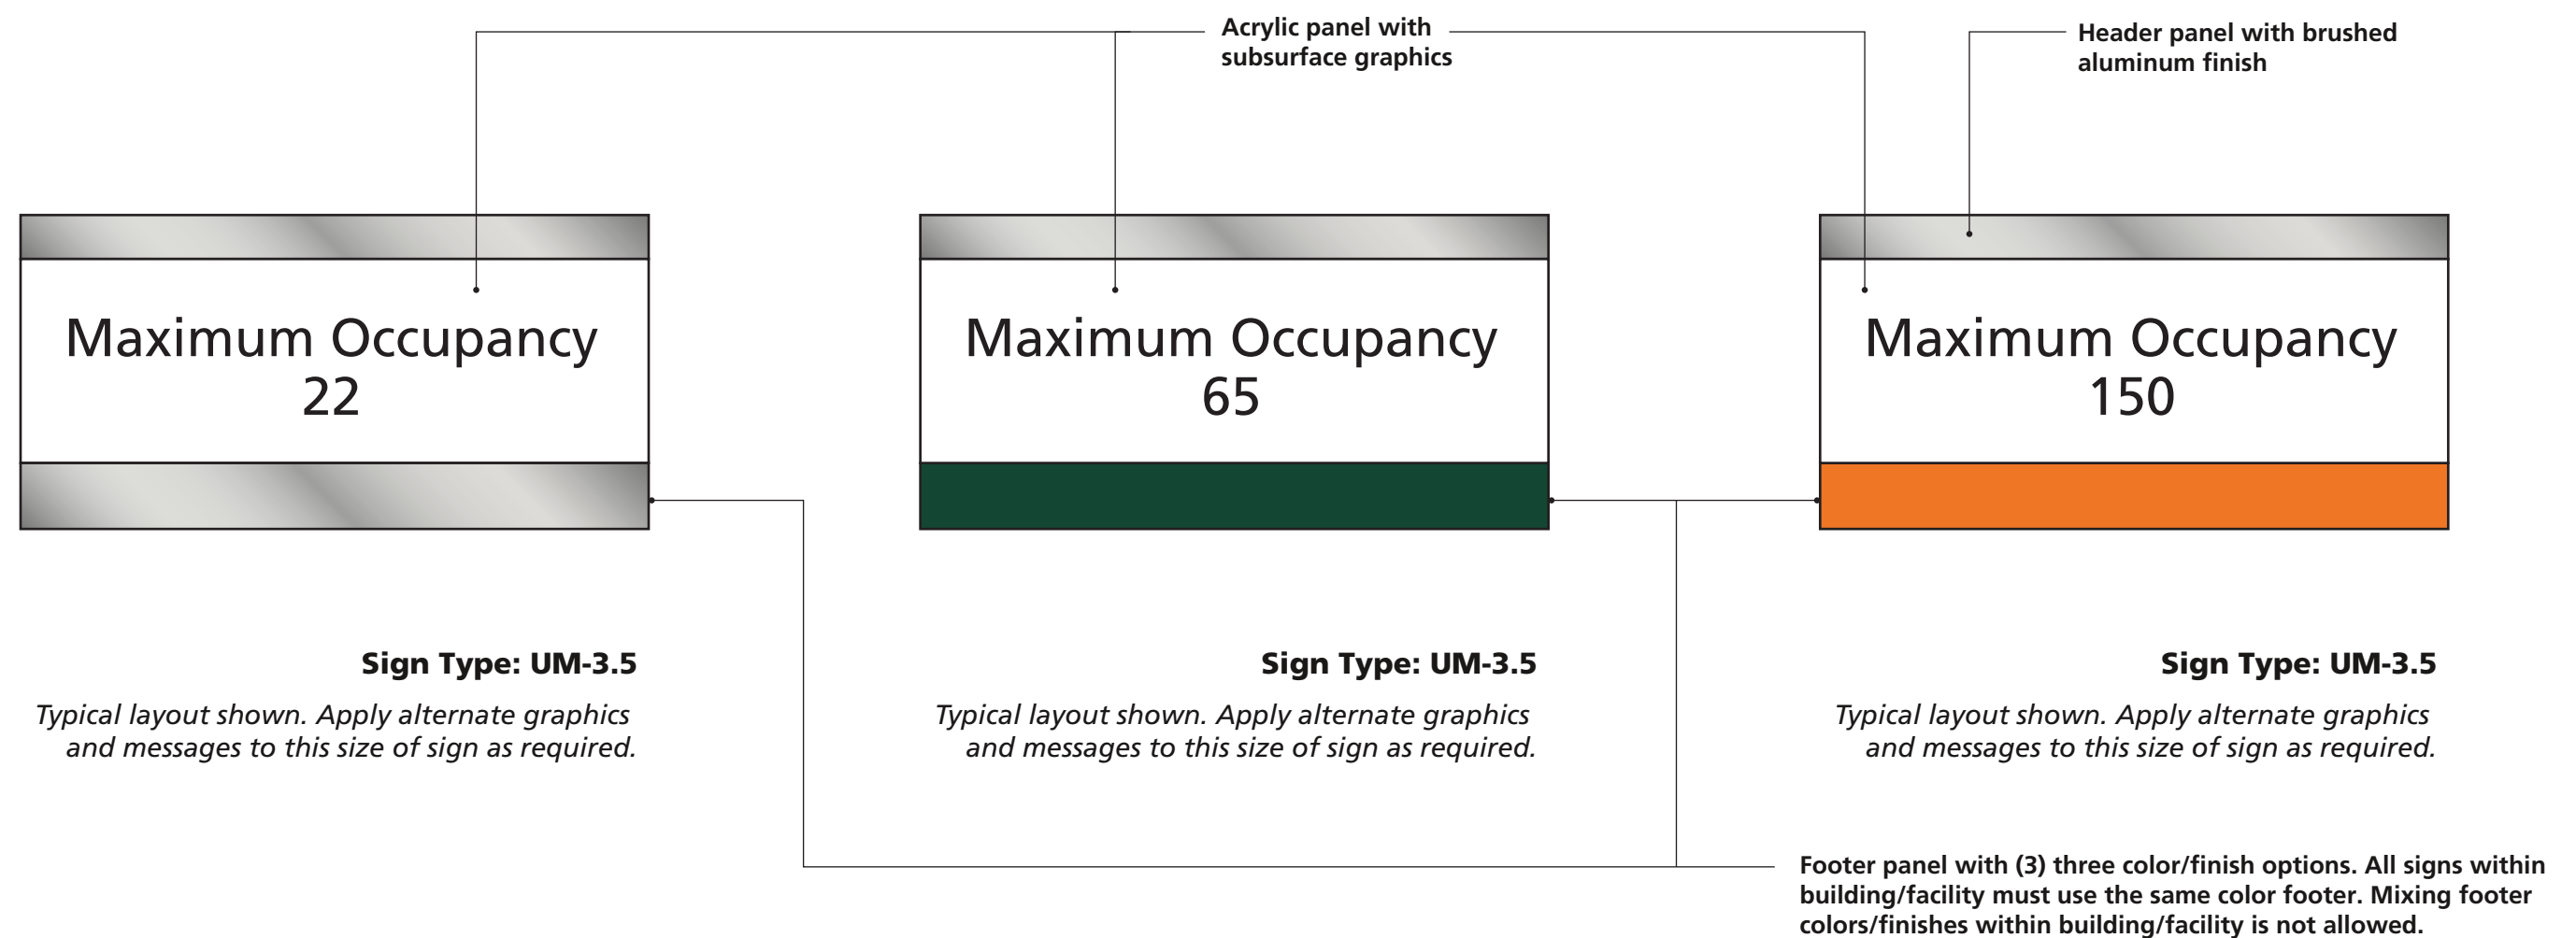 Acrylic panel with
subsurface graphics
Header panel with brushed
aluminum finish
Maximum Occupancy
22
Maximum Occupancy
65
Maximum Occupancy
150
Sign Type: UM-3.5
Typical layout shown. Apply alternate graphics
and messages to this size of sign as required.
Sign Type: UM-3.5
Typical layout shown. Apply alternate graphics
and messages to this size of sign as required.
Sign Type: UM-3.5
Typical layout shown. Apply alternate graphics
and messages to this size of sign as required.
Footer panel with (3) three color/finish options. All signs within
building/facility must use the same color footer. Mixing footer
colors/finishes within building/facility is not allowed.